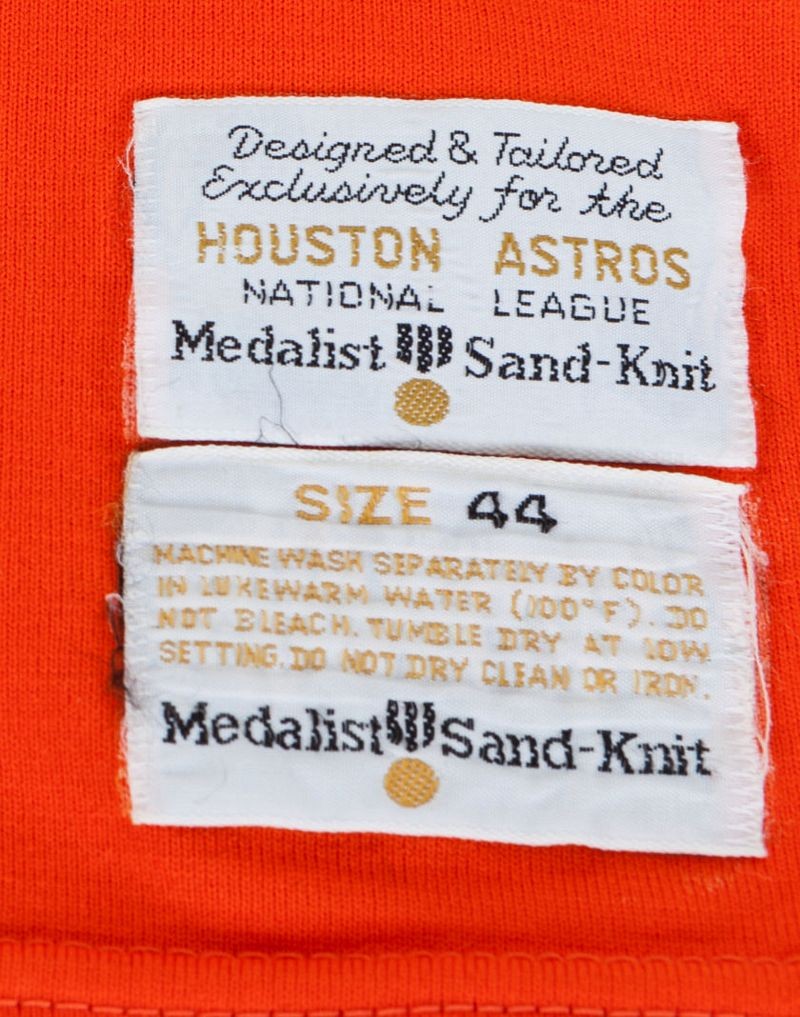 Designed & Tailored
Exclusively for the
HOUSTON ASTROS
NATIONAL LEAGUE
Medalist Sand-Knit
SIZE 44
MACHINE WASH SEPARATELY BY COLOR
IN LUKEWARM WATER (100°F). DO
NOT BLEACH. TUMBLE DRY AT LOW
SETTING. DO NOT DRY CLEAN OR IRON.
Medalist Sand-Knit